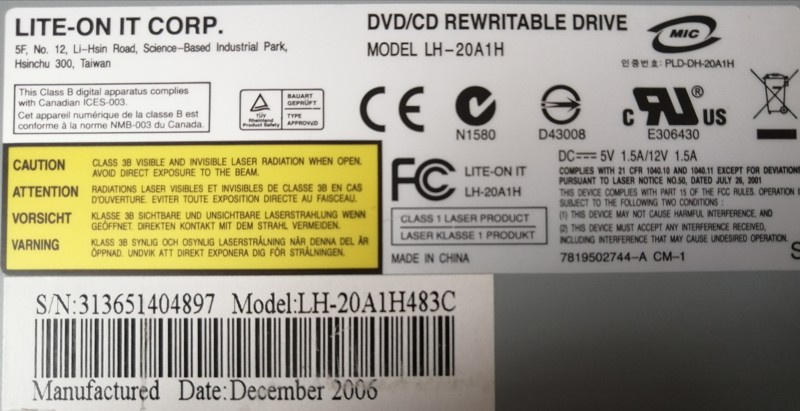 LITE-ON IT CORP.
5F, No. 12, Li-Hsin Road, Science-Based Industrial Park,
Hsinchu 300, Taiwan
DVD/CD REWRITABLE DRIVE
MODEL LH-20A1H
MIC
인증번호: PLD-DH-20A1H
This Class B digital apparatus complies
with Canadian ICES-003.
Cet appareil numérique de la classe B est
conforme à la norme NMB-003 du Canada.
TÜV
Rheinland
Product Safety
BAUART
GEPRÜFT
TYPE
APPROVED
CE
N1580
D43008
c RU US ®
E306430
CAUTION CLASS 3B VISIBLE AND INVISIBLE LASER RADIATION WHEN OPEN.
AVOID DIRECT EXPOSURE TO THE BEAM.
ATTENTION RADIATIONS LASER VISIBLES ET INVISIBLES DE CLASSE 3B EN CAS
D'OUVERTURE. EVITER TOUTE EXPOSITION DIRECTE AU FAISCEAU.
VORSICHT KLASSE 3B SICHTBARE UND UNSICHTBARE LASERSTRAHLUNG WENN
GEÖFFNET. DIREKTEN KONTAKT MIT DEM STRAHL VERMEIDEN.
VARNING KLASS 3B SYNLIG OCH OSYNLIG LASERSTRÅLNING NÄR DENNA DEL ÄR
ÖPPNAD. UNDVIK ATT DIREKT EXPONERA DIG FÖR STRÅLNINGEN.
FC LITE-ON IT
LH-20A1H
CLASS 1 LASER PRODUCT
LASER KLASSE 1 PRODUKT
MADE IN CHINA
DC 5V 1.5A/12V 1.5A
COMPLIES WITH 21 CFR 1040.10 AND 1040.11 EXCEPT FOR DEVIATIONS
PURSUANT TO LASER NOTICE NO.50, DATED JULY 26, 2001
THIS DEVICE COMPLIES WITH PART 15 OF THE FCC RULES. OPERATION
SUBJECT TO THE FOLLOWING TWO CONDITIONS :
(1) THIS DEVICE MAY NOT CAUSE HARMFUL INTERFERENCE, AND
(2) THIS DEVICE MUST ACCEPT ANY INTERFERENCE RECEIVED,
INCLUDING INTERFERENCE THAT MAY CAUSE UNDESIRED OPERATION.
7819502744-A CM-1
S/N:313651404897 Model:LH-20A1H483C
Manufactured Date:December 2006